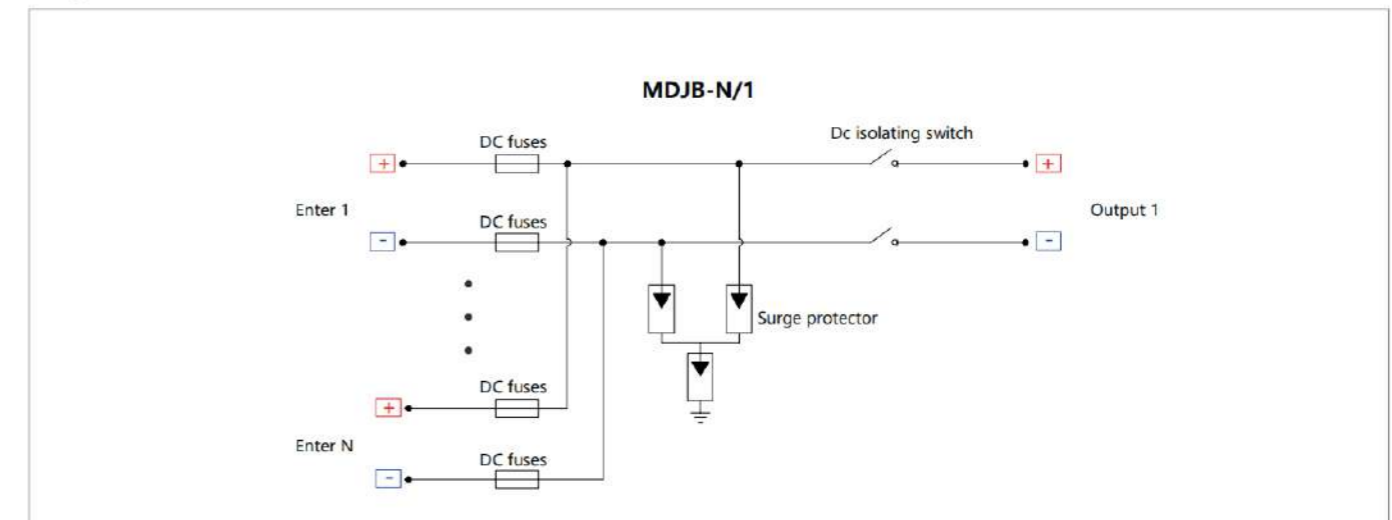 MDJB-N/1
DC fuses
Dc isolating switch
+
+
Enter 1
Output 1
DC fuses
-
-
Surge protector
DC fuses
+
Enter N
DC fuses
-